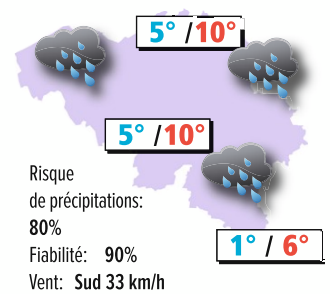 5° /10°
5° /10°
Risque
de précipitations:
80%
Fiabilité: 90%
Vent: Sud 33 km/h
1° / 6°